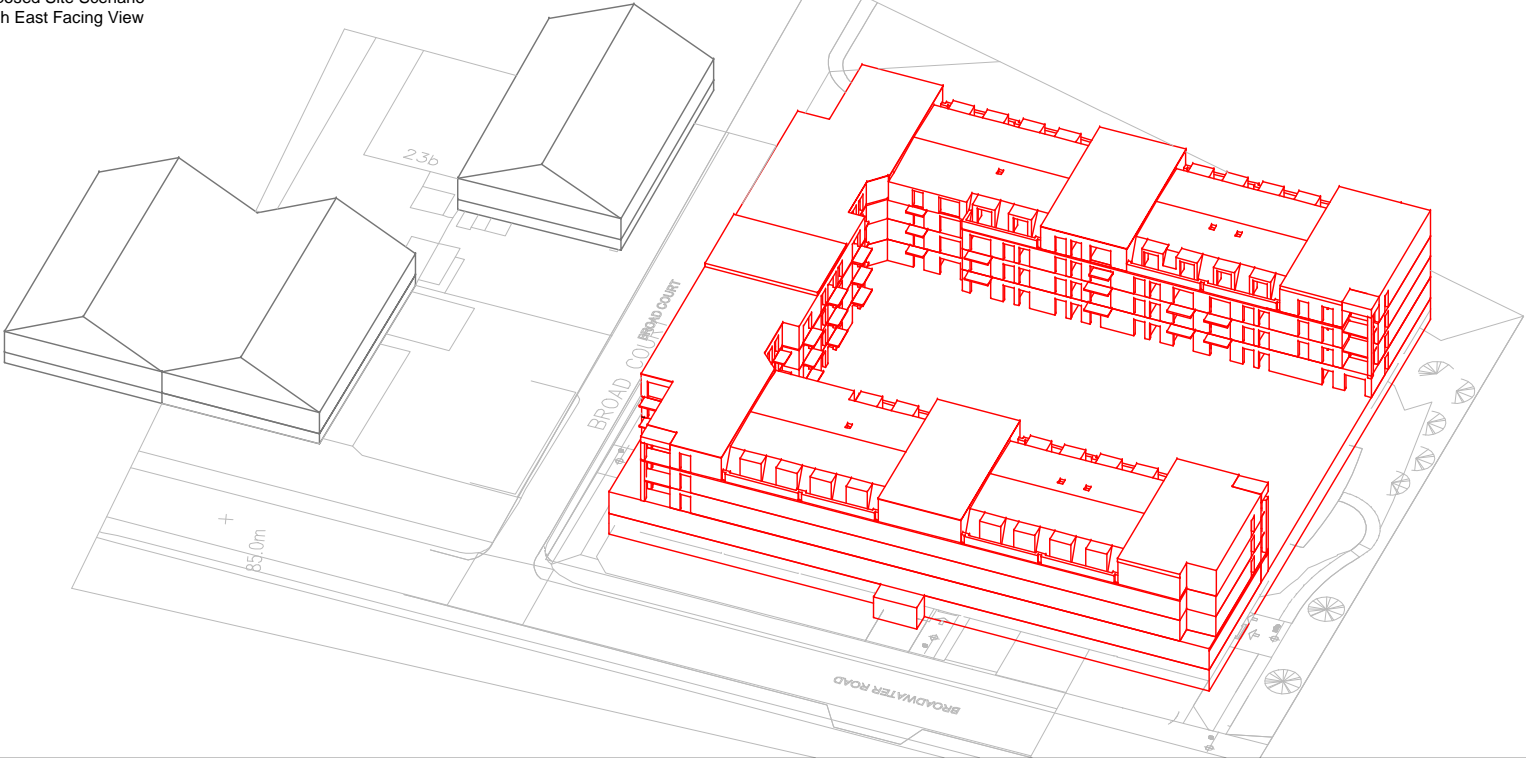 h East Facing View
23b
BROAD COURT
BROAD COURT
85.0m
BROADWATER ROAD